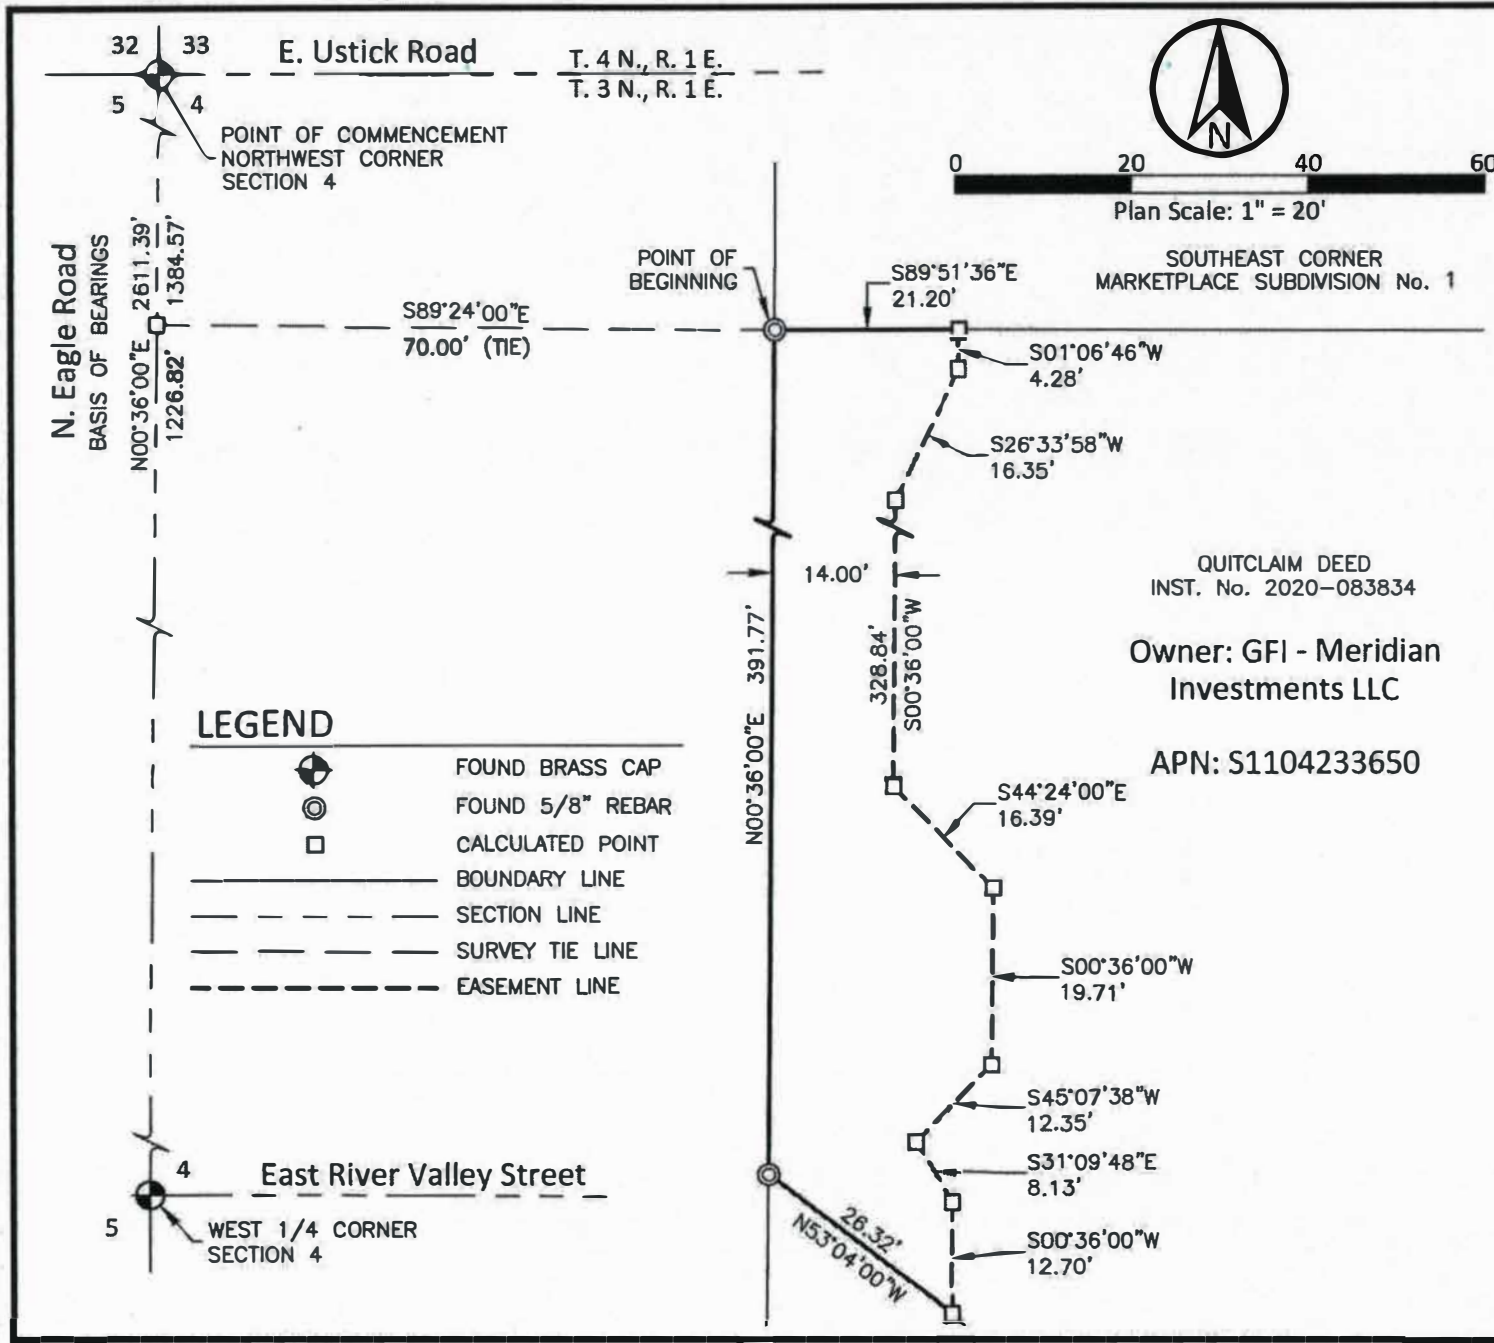 32 33
E. Ustick Road
T. 4 N., R. 1 E.
T. 3 N., R. 1 E.
5 4
POINT OF COMMENCEMENT
NORTHWEST CORNER
SECTION 4
N
0 20 40 60
Plan Scale: 1" = 20'
N. Eagle Road
BASIS OF BEARINGS
N00°36'00"E 2611.39'
1226.82' 1384.57'
S89°24'00"E
70.00' (TIE)
POINT OF
BEGINNING
S89°51'36"E
21.20'
SOUTHEAST CORNER
MARKETPLACE SUBDIVISION No. 1
S01°06'46"W
4.28'
S26°33'58"W
16.35'
14.00'
N00°36'00"E 391.77'
328.84'
S00°36'00"W
QUITCLAIM DEED
INST. No. 2020-083834
Owner: GFI - Meridian
Investments LLC
APN: S1104233650
LEGEND
FOUND BRASS CAP
FOUND 5/8" REBAR
CALCULATED POINT
BOUNDARY LINE
SECTION LINE
SURVEY TIE LINE
EASEMENT LINE
S44°24'00"E
16.39'
S00°36'00"W
19.71'
S45°07'38"W
12.35'
S31°09'48"E
8.13'
S00°36'00"W
12.70'
26.32'
N53°04'00"W
4
East River Valley Street
5
WEST 1/4 CORNER
SECTION 4